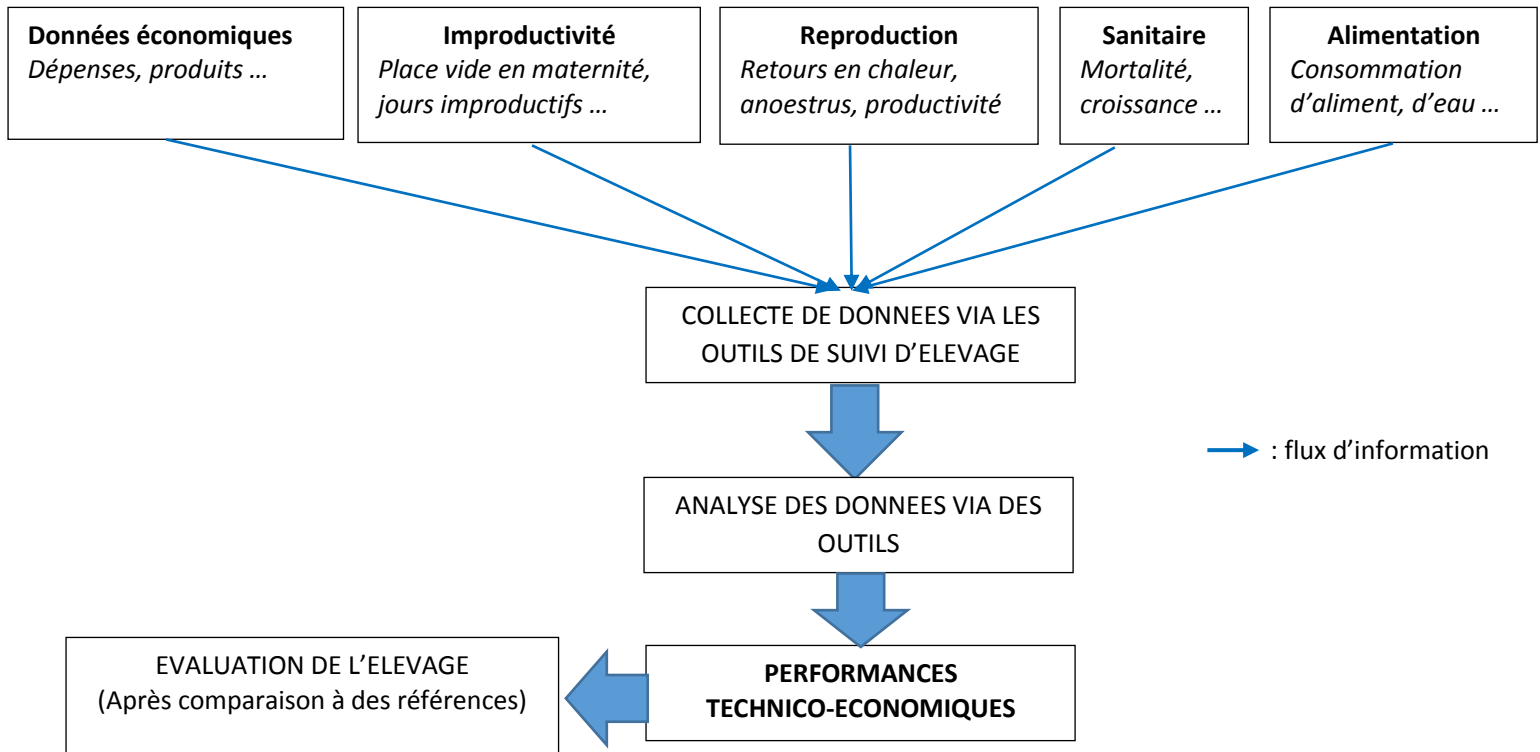 Données économiques
Dépenses, produits …
Improductivité
Place vide en maternité,
jours improductifs …
Reproduction
Retours en chaleur,
anoestrus, productivité
Sanitaire
Mortalité,
croissance …
Alimentation
Consommation
d’aliment, d’eau …
COLLECTE DE DONNEES VIA LES
OUTILS DE SUIVI D’ELEVAGE
: flux d’information
ANALYSE DES DONNEES VIA DES
OUTILS
EVALUATION DE L’ELEVAGE
(Après comparaison à des références)
PERFORMANCES
TECHNICO-ECONOMIQUES